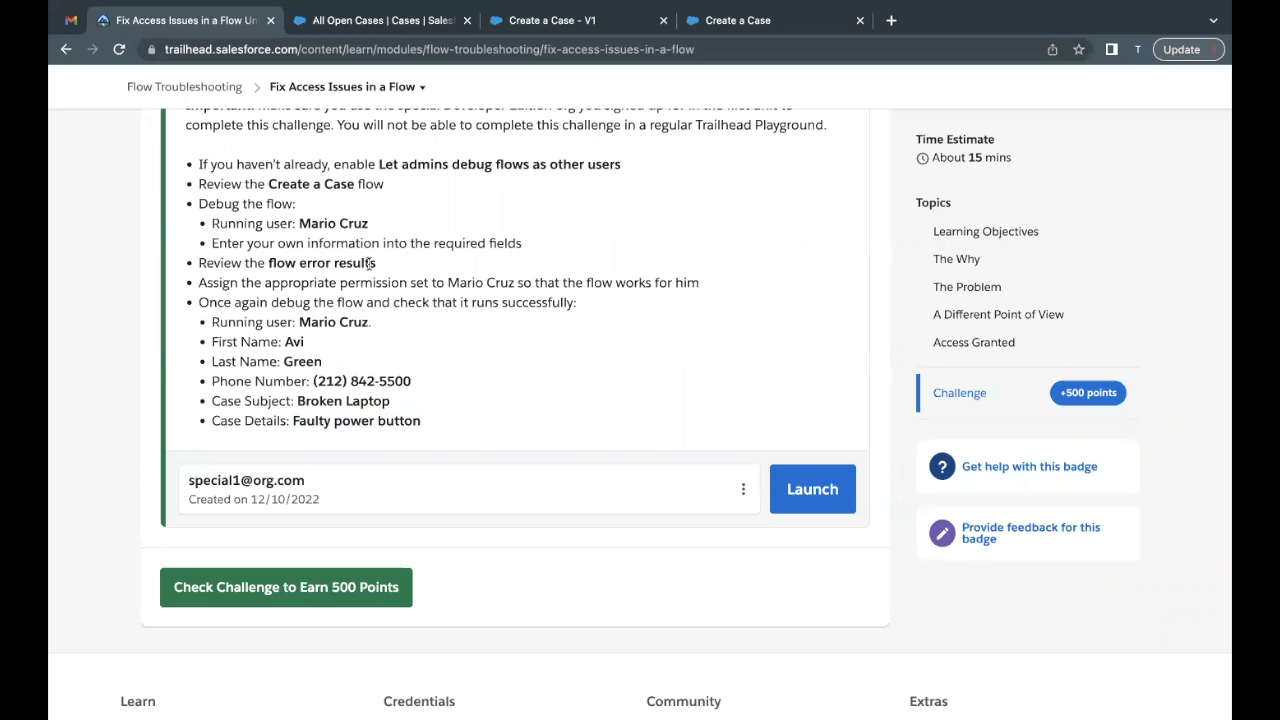 Fix Access Issues in a Flow Un
All Open Cases | Cases | Sales
Create a Case - V1
Create a Case
trailhead.salesforce.com/content/learn/modules/flow-troubleshooting/fix-access-issues-in-a-flow
T
Update
Flow Troubleshooting
Fix Access Issues in a Flow
complete this challenge. You will not be able to complete this challenge in a regular Trailhead Playground.
• If you haven't already, enable Let admins debug flows as other users
• Review the Create a Case flow
• Debug the flow:
• Running user: Mario Cruz
• Enter your own information into the required fields
• Review the flow error results
• Assign the appropriate permission set to Mario Cruz so that the flow works for him
• Once again debug the flow and check that it runs successfully:
• Running user: Mario Cruz.
• First Name: Avi
• Last Name: Green
• Phone Number: (212) 842-5500
• Case Subject: Broken Laptop
• Case Details: Faulty power button
special1@org.com
Created on 12/10/2022
Launch
Check Challenge to Earn 500 Points
Time Estimate
About 15 mins
Topics
Learning Objectives
The Why
The Problem
A Different Point of View
Access Granted
Challenge
+500 points
? Get help with this badge
Provide feedback for this
badge
Learn
Credentials
Community
Extras